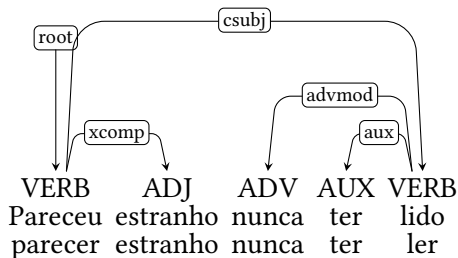 csubj
root
advmod
xcomp aux
VERB ADJ ADV AUX VERB
Pareceu estranho nunca ter lido
parecer estranho nunca ter ler